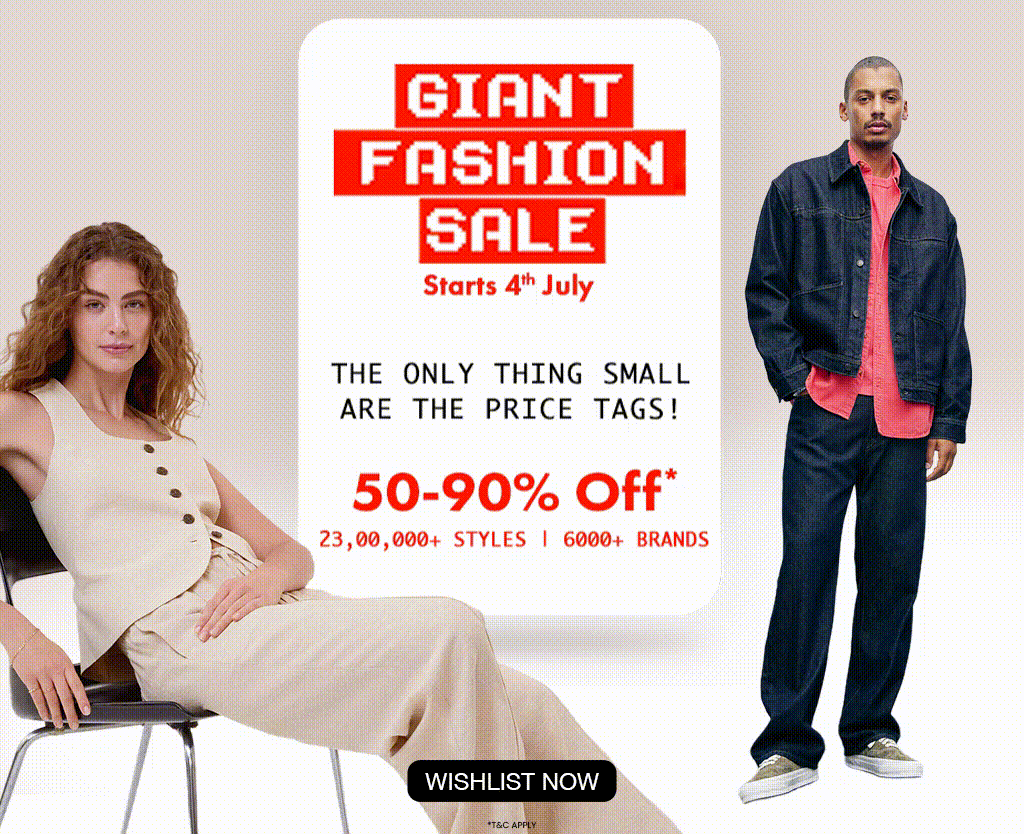 GIANT
FASHION
SALE
Starts 4th July
THE ONLY THING SMALL
ARE THE PRICE TAGS!
50-90% Off*
23,00,000+ STYLES | 6000+ BRANDS
WISHLIST NOW
*T&C APPLY